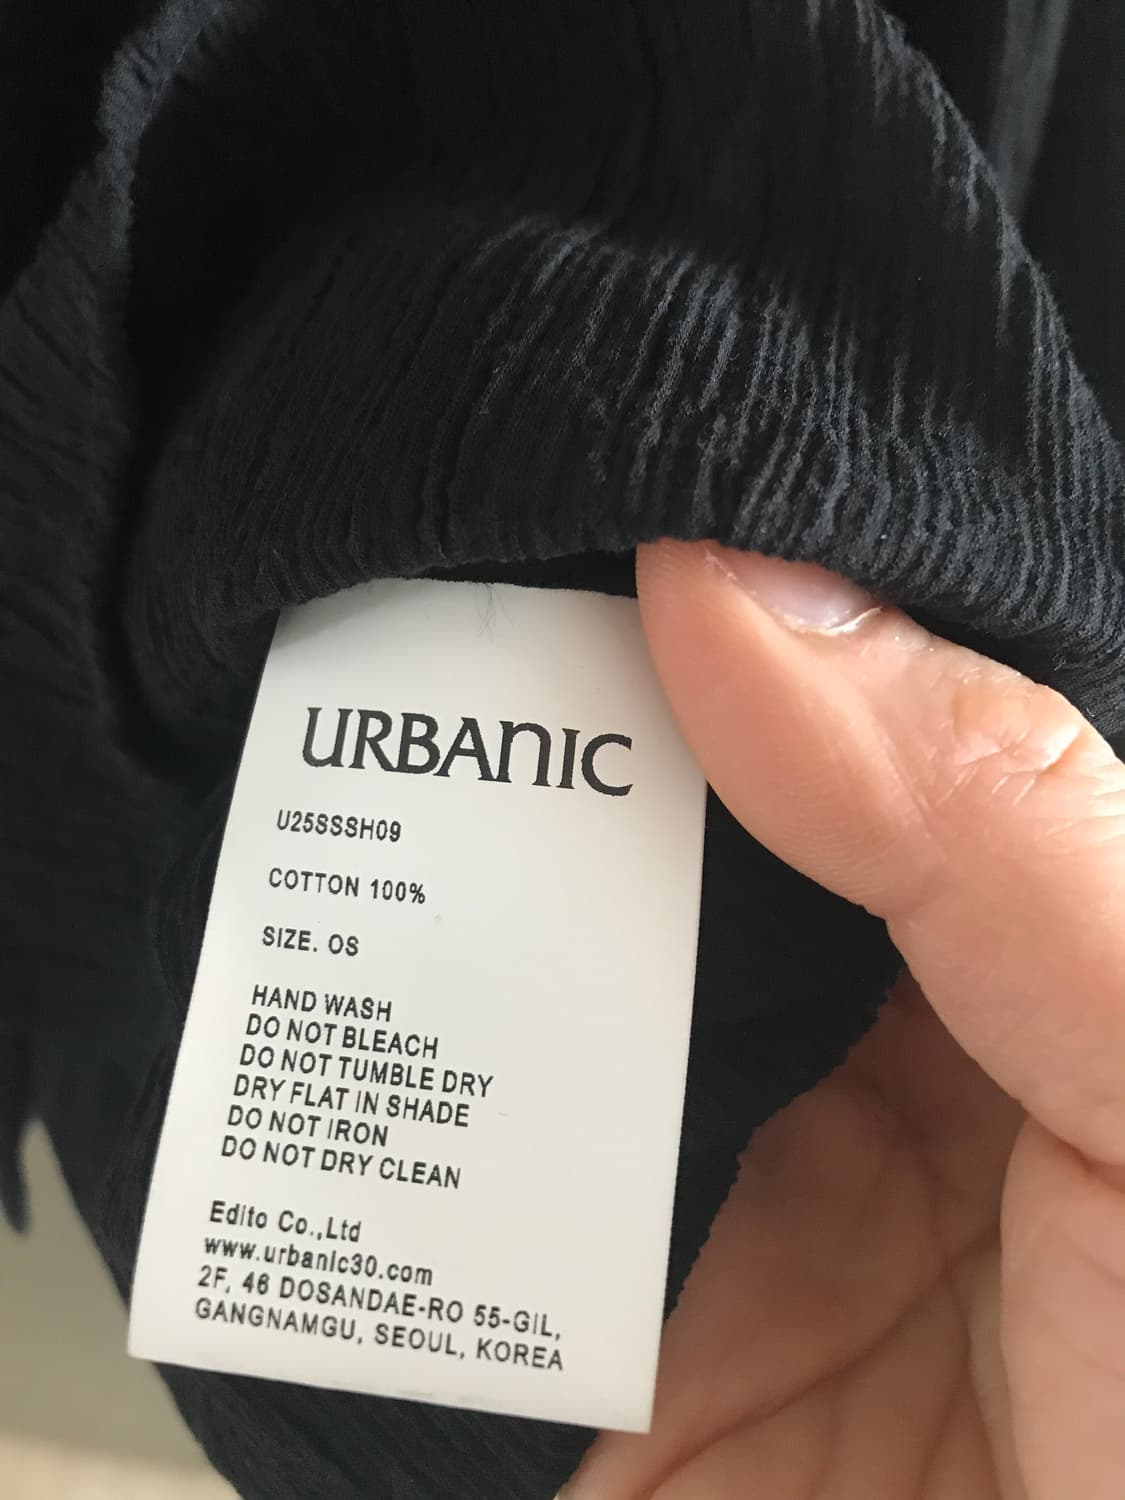 URBANIC
U25SSSH09
COTTON 100%
SIZE. OS
HAND WASH
DO NOT BLEACH
DO NOT TUMBLE DRY
DRY FLAT IN SHADE
DO NOT IRON
DO NOT DRY CLEAN
Edito Co.,Ltd
www.urbanic30.com
2F, 46 DOSANDAE-RO 55-GIL,
GANGNAMGU, SEOUL, KOREA